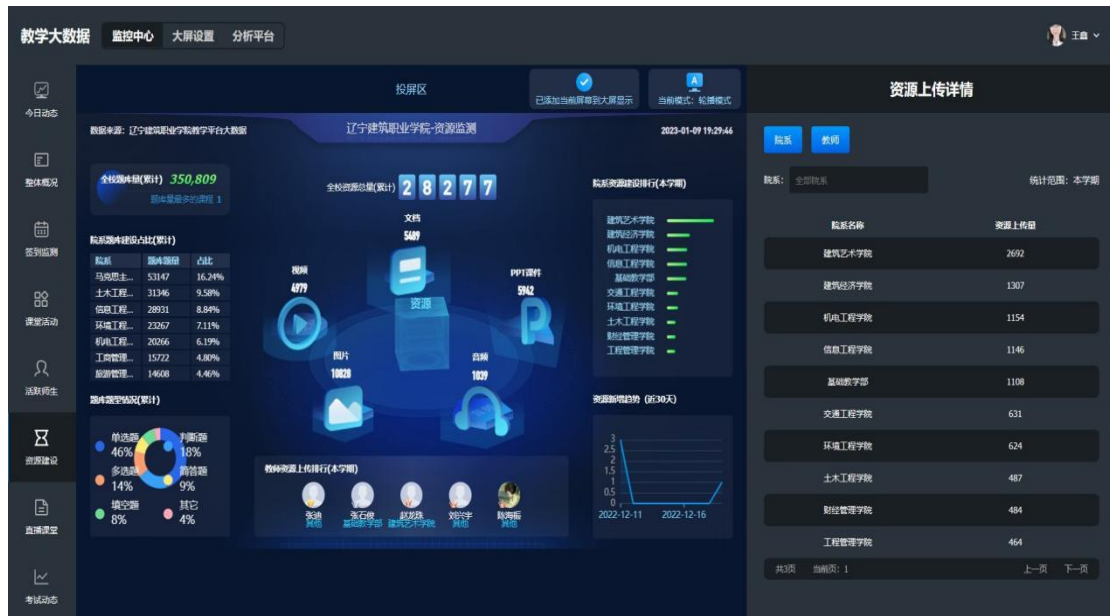 教学大数据
监控中心 大屏设置 分析平台
王鑫
今日动态
整体概况
签到监测
课堂活动
活跃师生
资源建设
直播课堂
考试动态
投屏区
已添加当前屏幕到大屏显示
A
当前模式：轮播模式
数据来源：辽宁建筑职业学院教学平台大数据
辽宁建筑职业学院-资源监测
2023-01-09 19:29:46
全校题库量(累计) 350,809
题库量最多的课程 1
院系题库建设占比(累计)
院系 题库题量 占比
马克思主... 53147 16.24%
土木工程... 31346 9.58%
信息工程... 28931 8.84%
环境工程... 23267 7.11%
机电工程... 20266 6.19%
工商管理... 15722 4.80%
旅游管理... 14608 4.46%
题库题型情况(累计)
单选题 46%
判断题 18%
多选题 14%
简答题 9%
填空题 8%
其它 4%
全校资源总量(累计) 28277
文档
5489
视频
4979
PPT课件
5942
资源
图片
10828
音频
1039
教师资源上传排行(本学期)
张迪 张石俊 赵龙珠 刘兴宇 陈海振
其他 基础教学部 建筑艺术学院 其他 其他
院系资源建设排行(本学期)
建筑艺术学院
建筑经济学院
机电工程学院
信息工程学院
基础教学部
交通工程学院
环境工程学院
土木工程学院
财经管理学院
工程管理学院
资源新增趋势（近30天）
3
2.5
2
1.5
1
0.5
0
2022-12-11 2022-12-16
资源上传详情
院系 教师
院系： 全部院系 统计范围：本学期
院系名称 资源上传量
建筑艺术学院 2692
建筑经济学院 1307
机电工程学院 1154
信息工程学院 1146
基础教学部 1108
交通工程学院 631
环境工程学院 624
土木工程学院 487
财经管理学院 484
工程管理学院 464
共3页 当前页：1 上一页 下一页